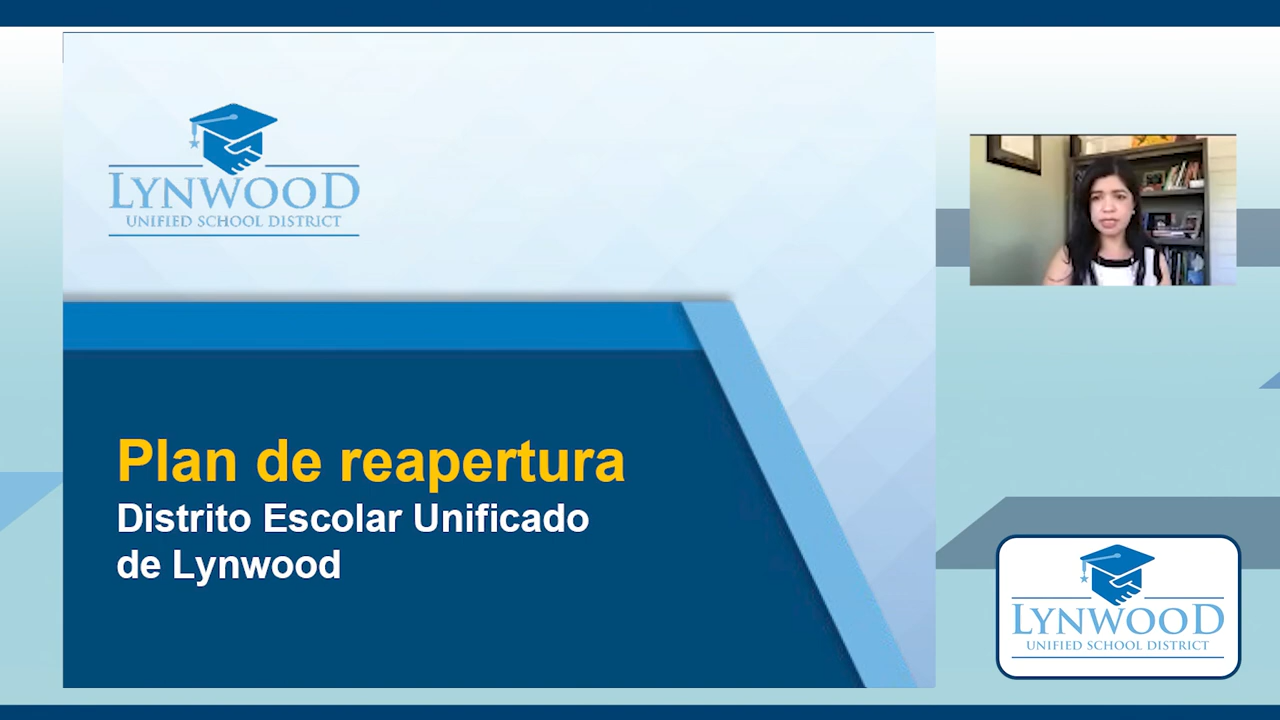 LYNWOOD
UNIFIED SCHOOL DISTRICT
Plan de reapertura
Distrito Escolar Unificado
de Lynwood
LYNWOOD
UNIFIED SCHOOL DISTRICT